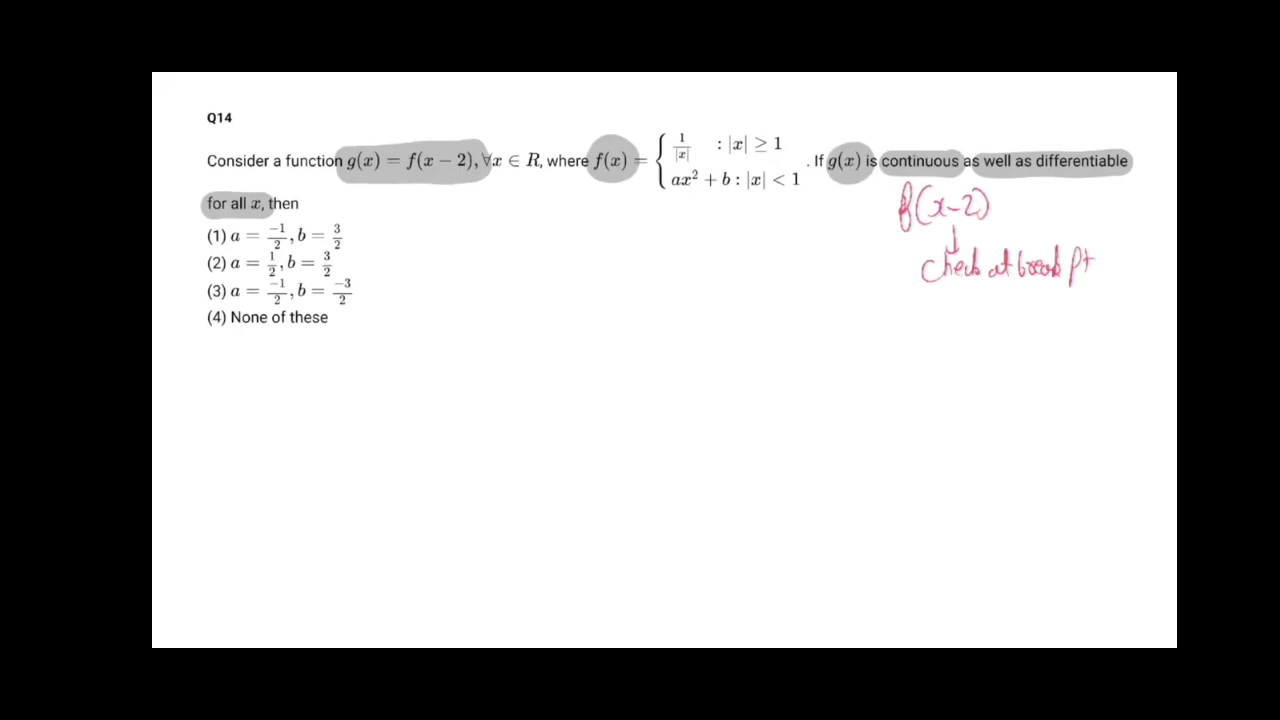 Q14
Consider a function g(x) = f(x − 2), ∀x ∈ R, where f(x) = { 1/|x| : |x| ≥ 1 ; ax² + b : |x| < 1 . If g(x) is continuous as well as differentiable
for all x, then
f(x-2)
(1) a = −1/2, b = 3/2
(2) a = 1/2, b = 3/2
↓
check at break Pt
(3) a = −1/2, b = −3/2
(4) None of these